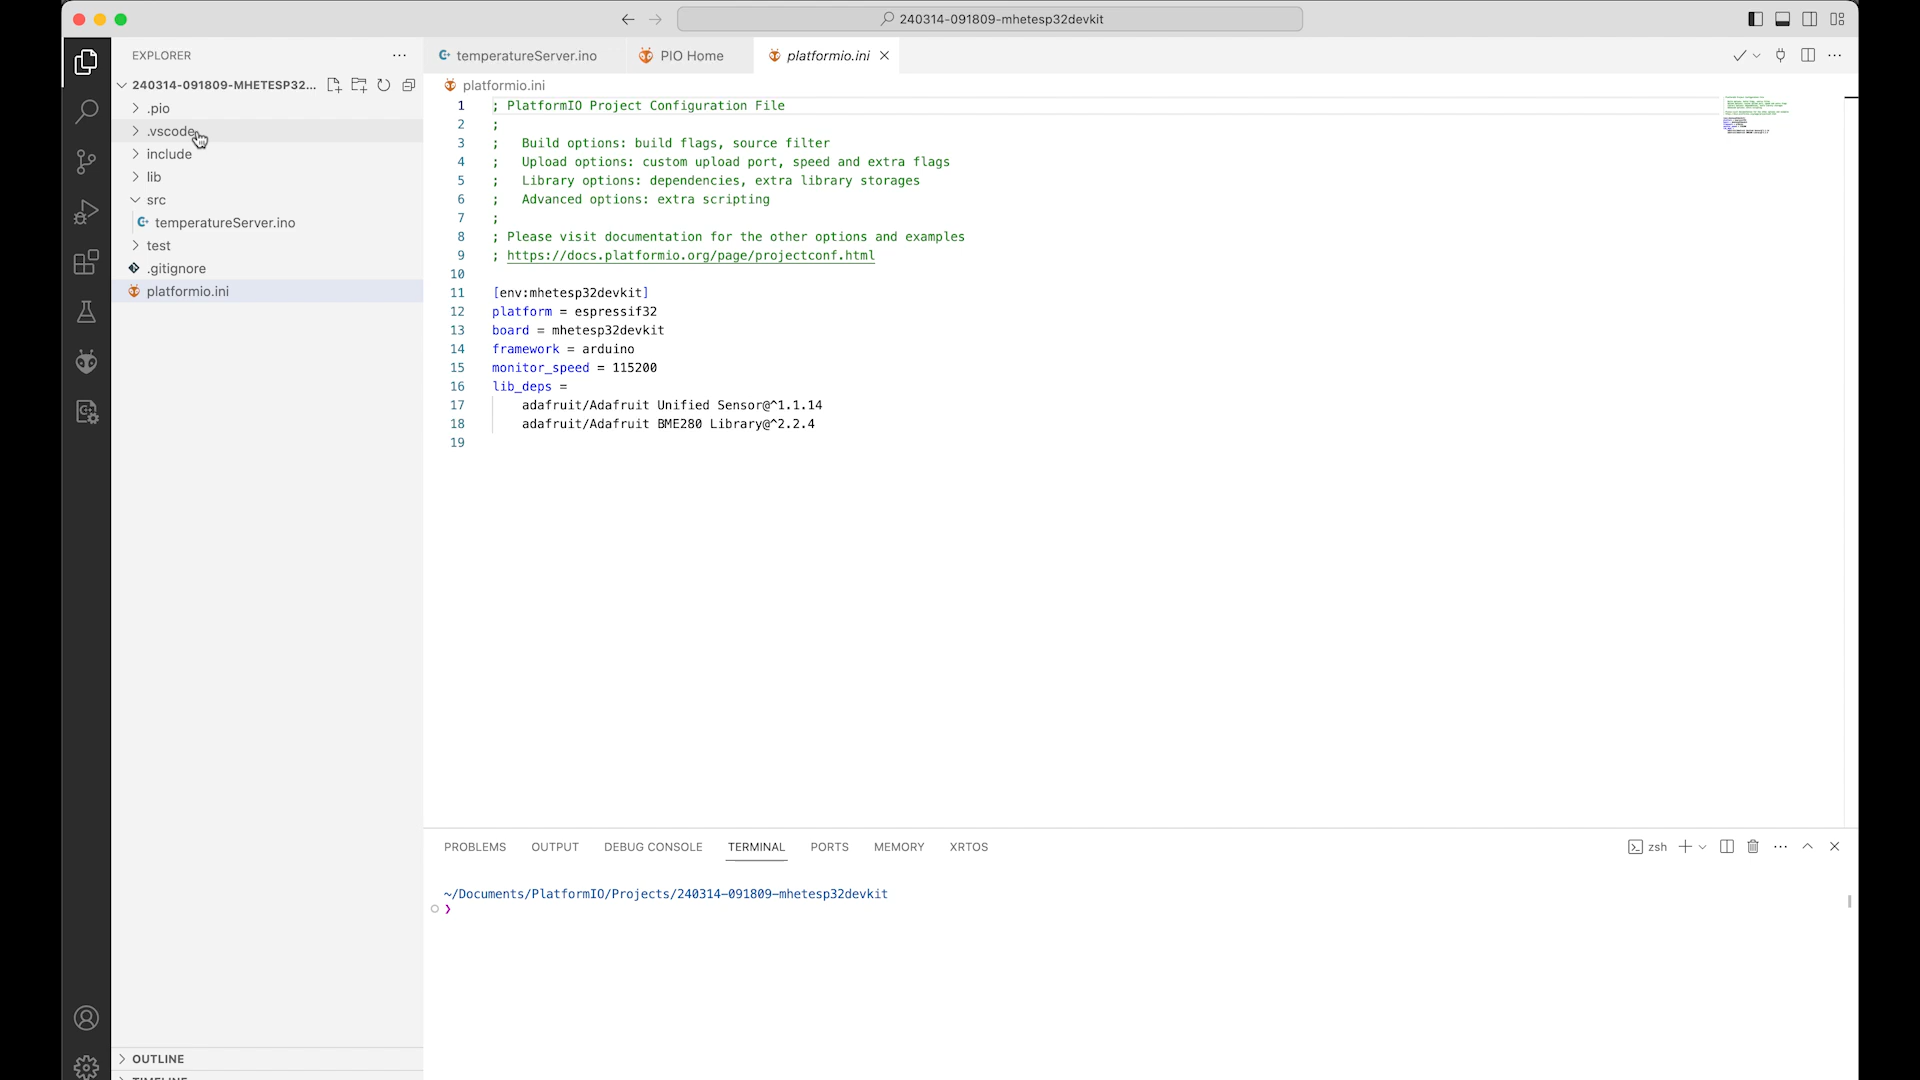 240314-091809-mhetesp32devkit
EXPLORER
temperatureServer.ino
PIO Home
platformio.ini
240314-091809-MHETESP32...
platformio.ini
.pio
.vscode
include
lib
src
temperatureServer.ino
test
.gitignore
platformio.ini
1 ; PlatformIO Project Configuration File
2 ;
3 ;   Build options: build flags, source filter
4 ;   Upload options: custom upload port, speed and extra flags
5 ;   Library options: dependencies, extra library storages
6 ;   Advanced options: extra scripting
7 ;
8 ; Please visit documentation for the other options and examples
9 ; https://docs.platformio.org/page/projectconf.html
10
11 [env:mhetesp32devkit]
12 platform = espressif32
13 board = mhetesp32devkit
14 framework = arduino
15 monitor_speed = 115200
16 lib_deps =
17     adafruit/Adafruit Unified Sensor@^1.1.14
18     adafruit/Adafruit BME280 Library@^2.2.4
19
PROBLEMS OUTPUT DEBUG CONSOLE TERMINAL PORTS MEMORY XRTOS
zsh
~/Documents/PlatformIO/Projects/240314-091809-mhetesp32devkit
❯
OUTLINE
TIMELINE